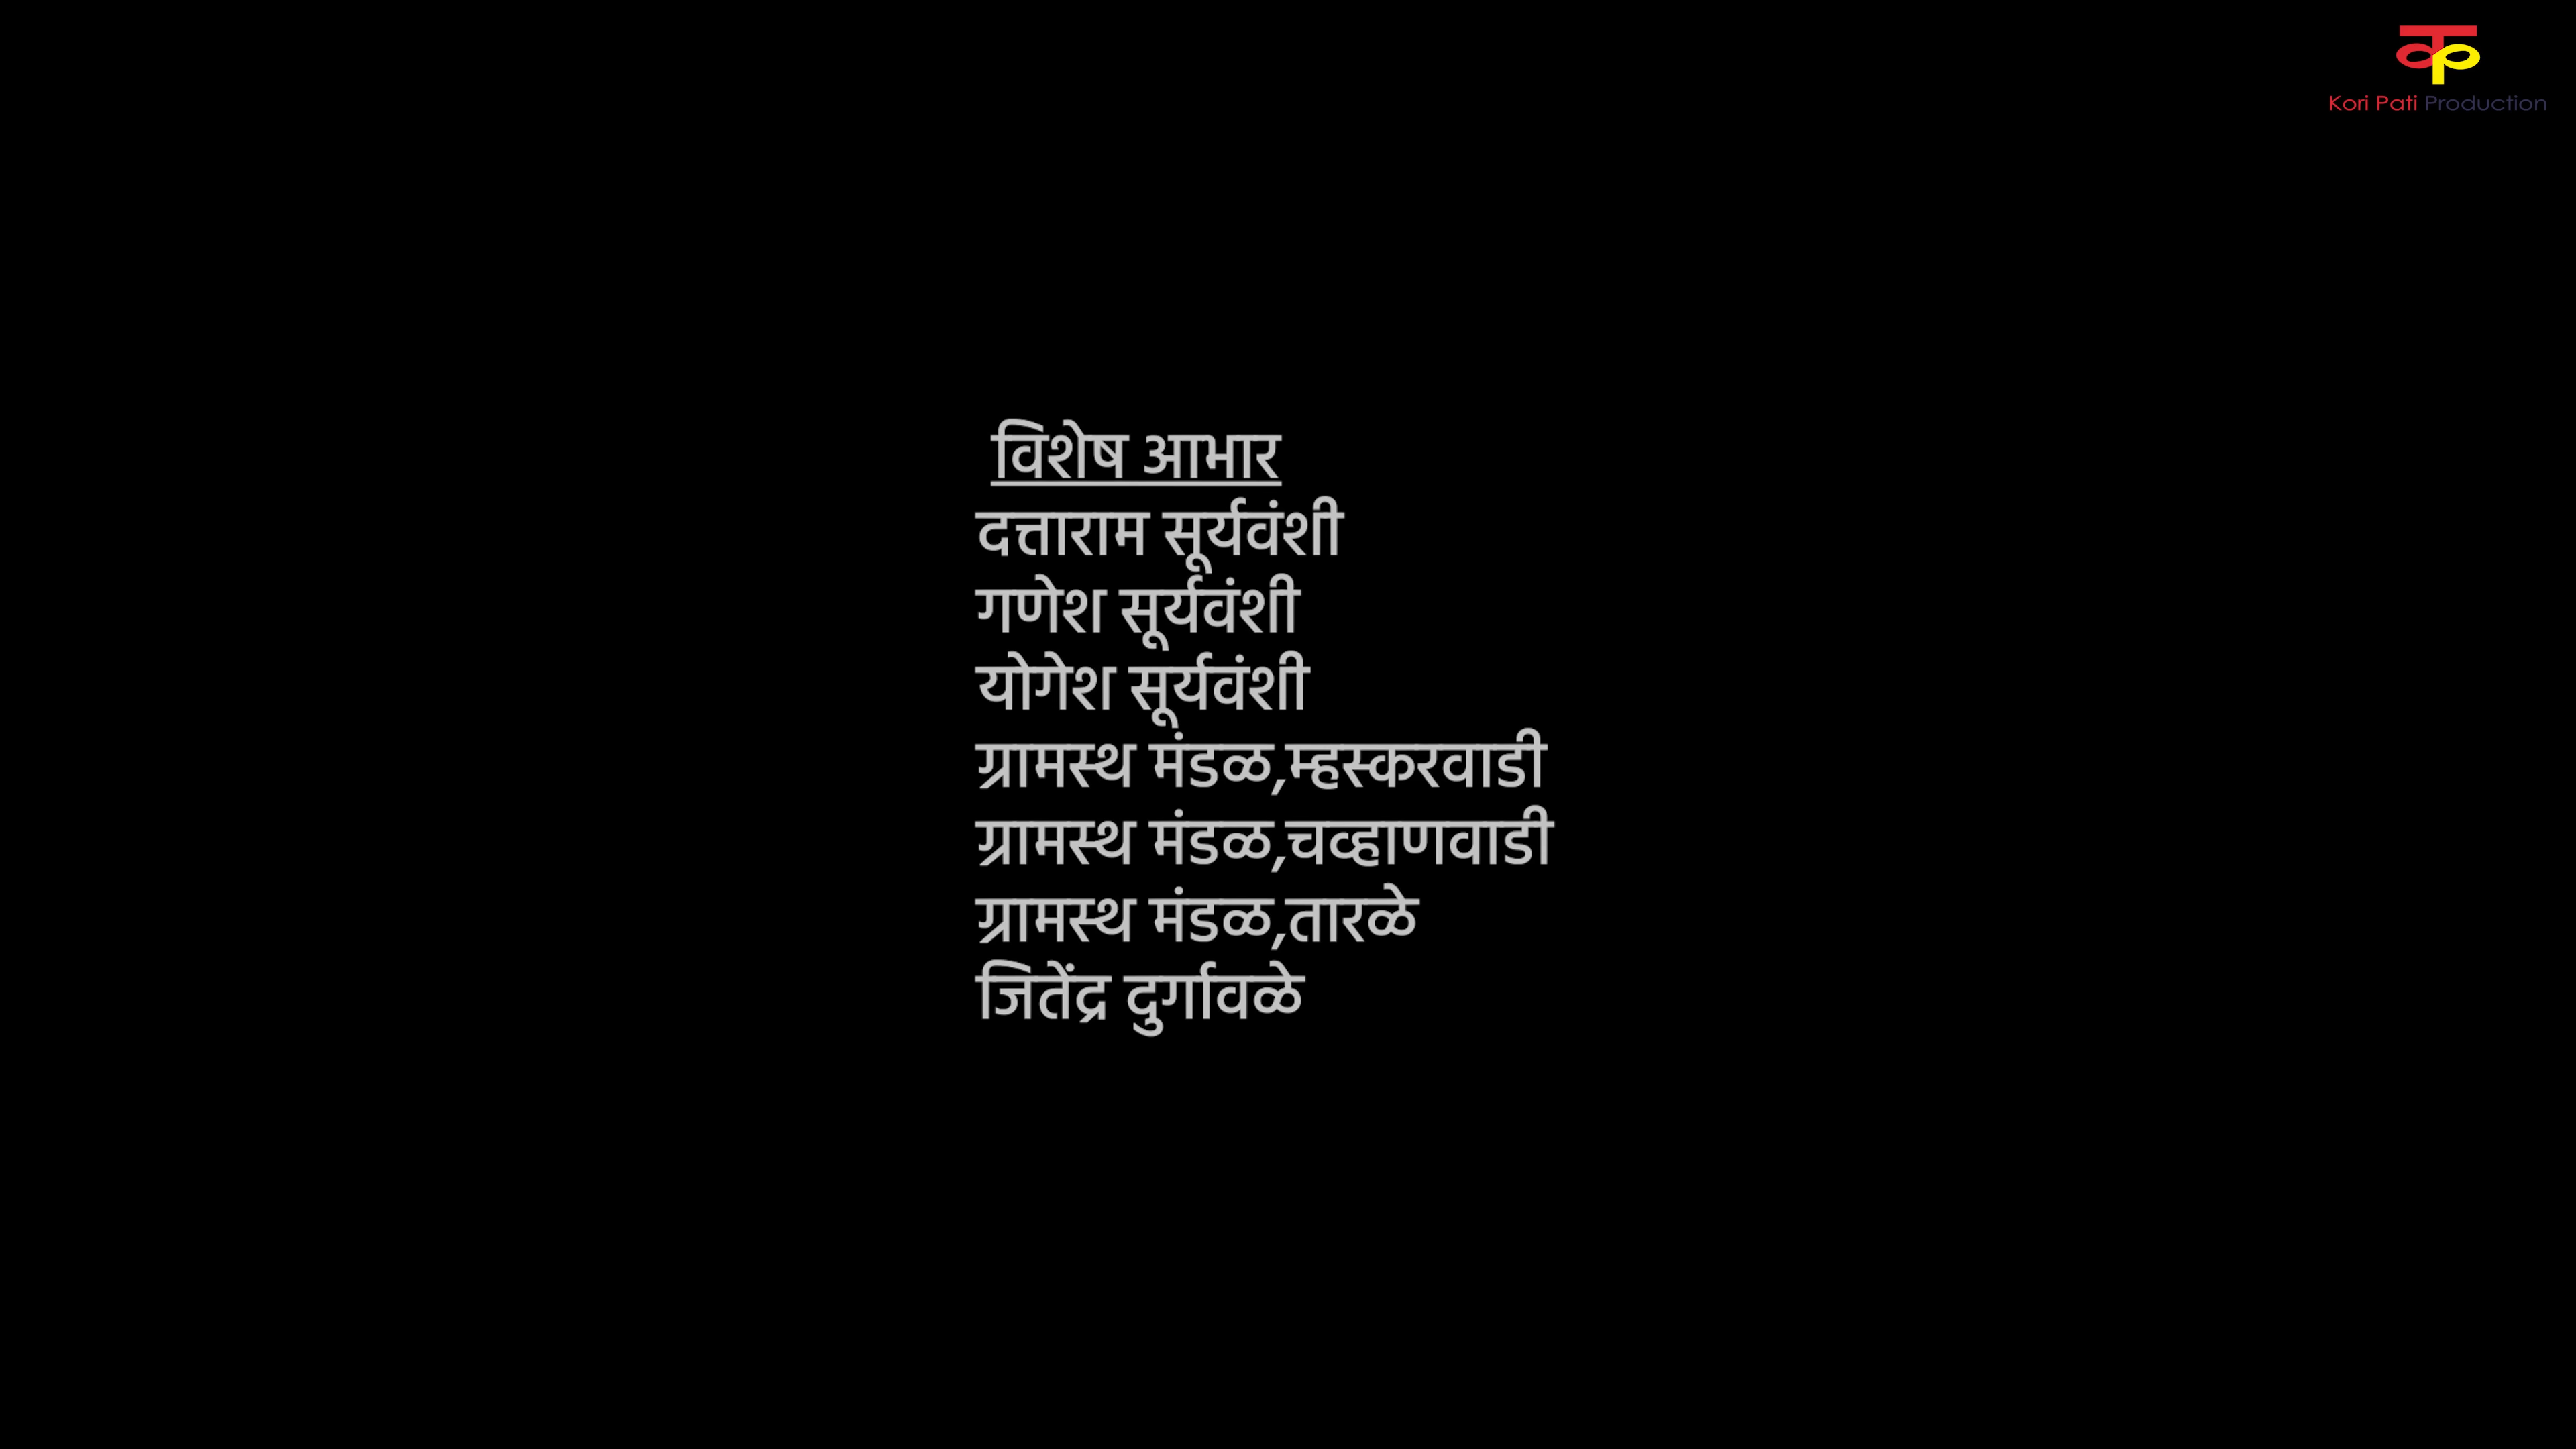 Kori Pati Production
विशेष आभार
दत्ताराम सूर्यवंशी
गणेश सूर्यवंशी
योगेश सूर्यवंशी
ग्रामस्थ मंडळ,म्हस्करवाडी
ग्रामस्थ मंडळ,चव्हाणवाडी
ग्रामस्थ मंडळ,तारळे
जितेंद्र दुर्गावळे